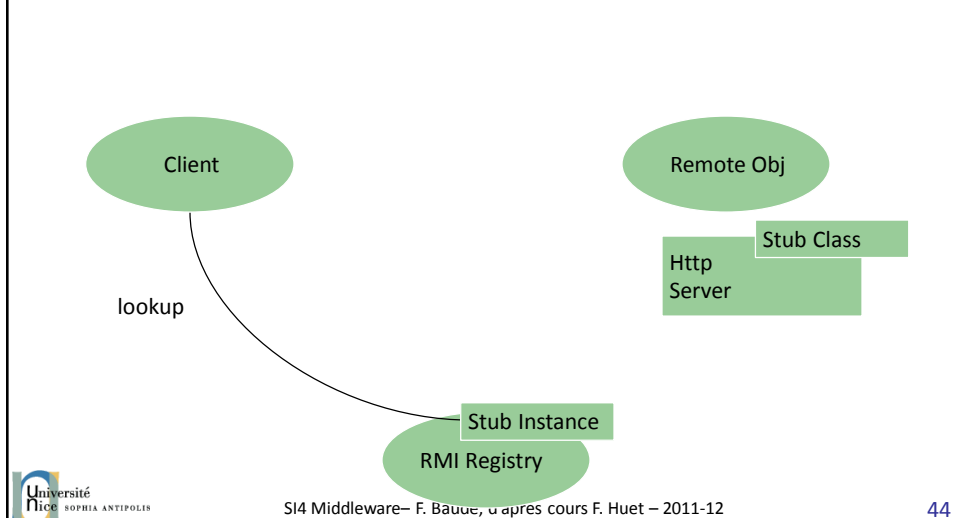 Client
Remote Obj
Stub Class
Http
Server
lookup
Stub Instance
RMI Registry
Université
Nice SOPHIA ANTIPOLIS
SI4 Middleware– F. Baude, d'après cours F. Huet – 2011-12
44